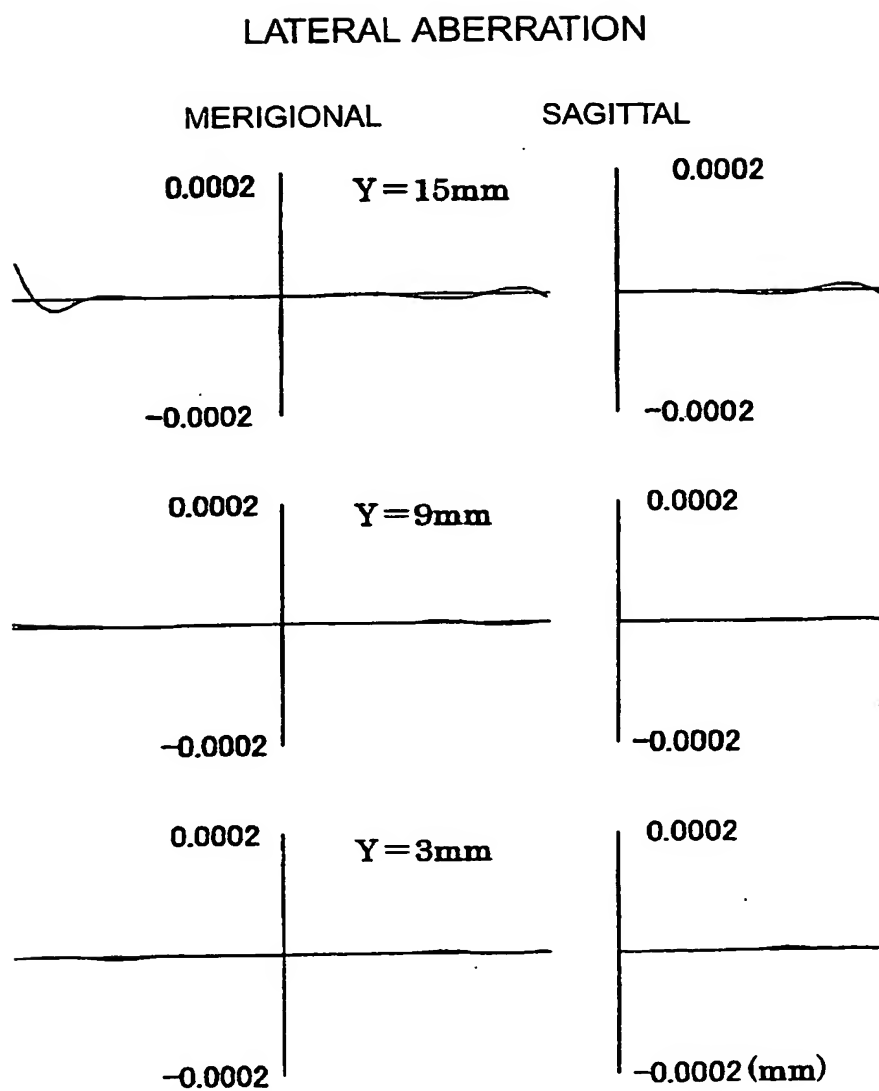 LATERAL ABERRATION
MERIGIONAL SAGITTAL
0.0002 Y=15mm 0.0002
-0.0002 -0.0002
0.0002 Y=9mm 0.0002
-0.0002 -0.0002
0.0002 Y=3mm 0.0002
-0.0002 -0.0002 (mm)